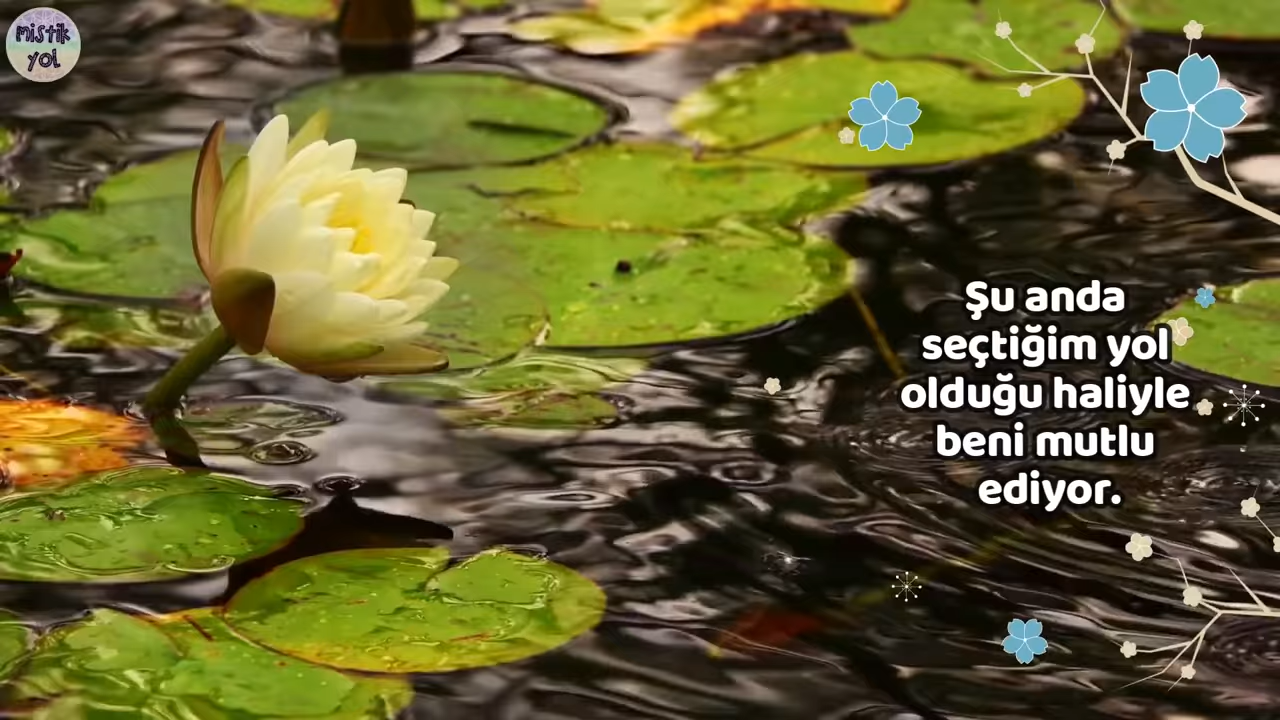 mistik
yol
Şu anda
seçtiğim yol
olduğu haliyle
beni mutlu
ediyor.